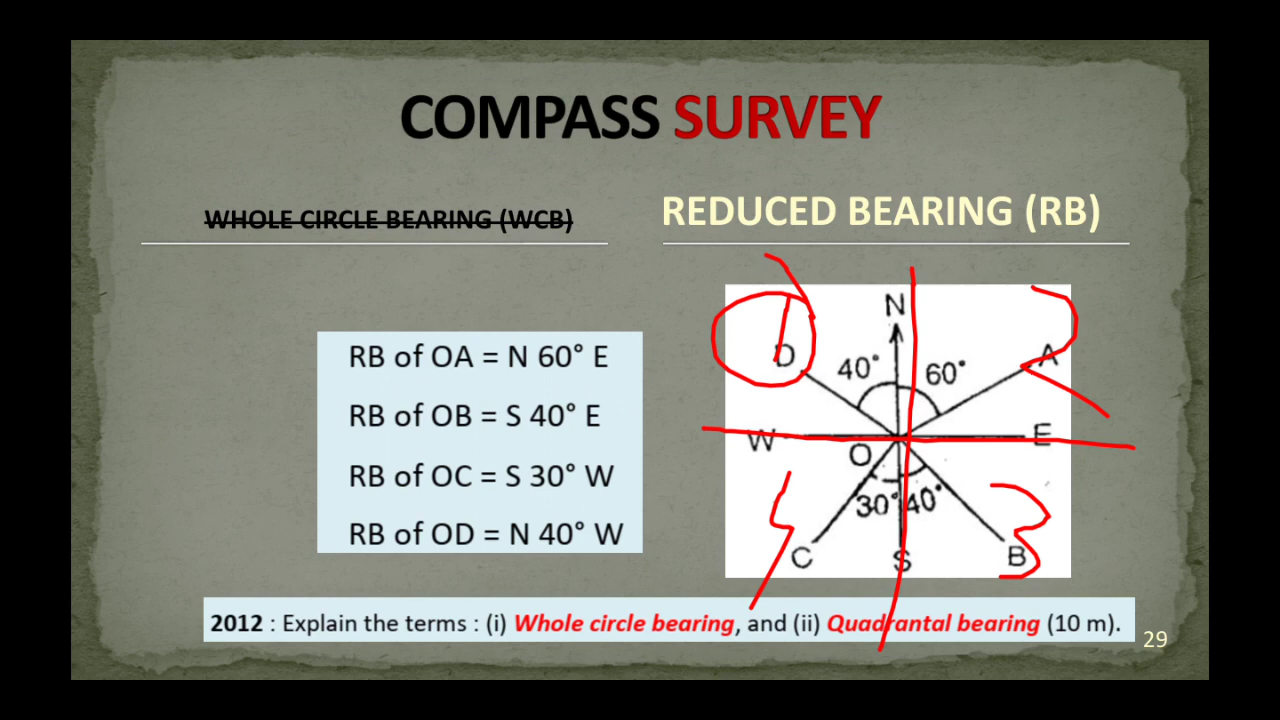 COMPASS SURVEY
WHOLE CIRCLE BEARING (WCB)
REDUCED BEARING (RB)
RB of OA = N 60° E
RB of OB = S 40° E
RB of OC = S 30° W
RB of OD = N 40° W
N
D
40°
60°
A
W
E
O
30°
40°
C
S
B
2012 : Explain the terms : (i) Whole circle bearing, and (ii) Quadrantal bearing (10 m).
29